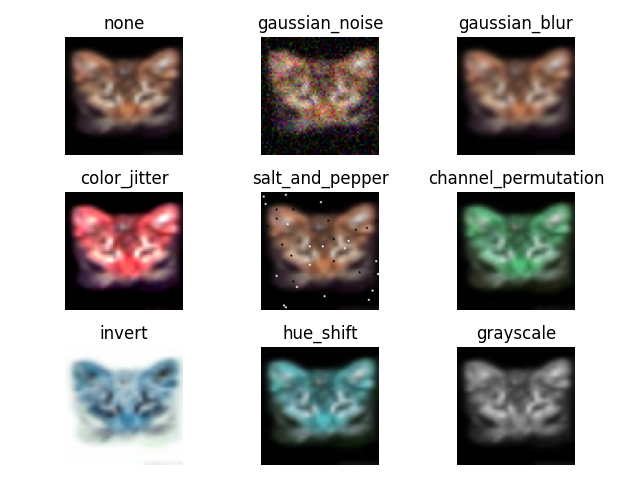 none
gaussian_noise
gaussian_blur
color_jitter
salt_and_pepper
channel_permutation
invert
hue_shift
grayscale